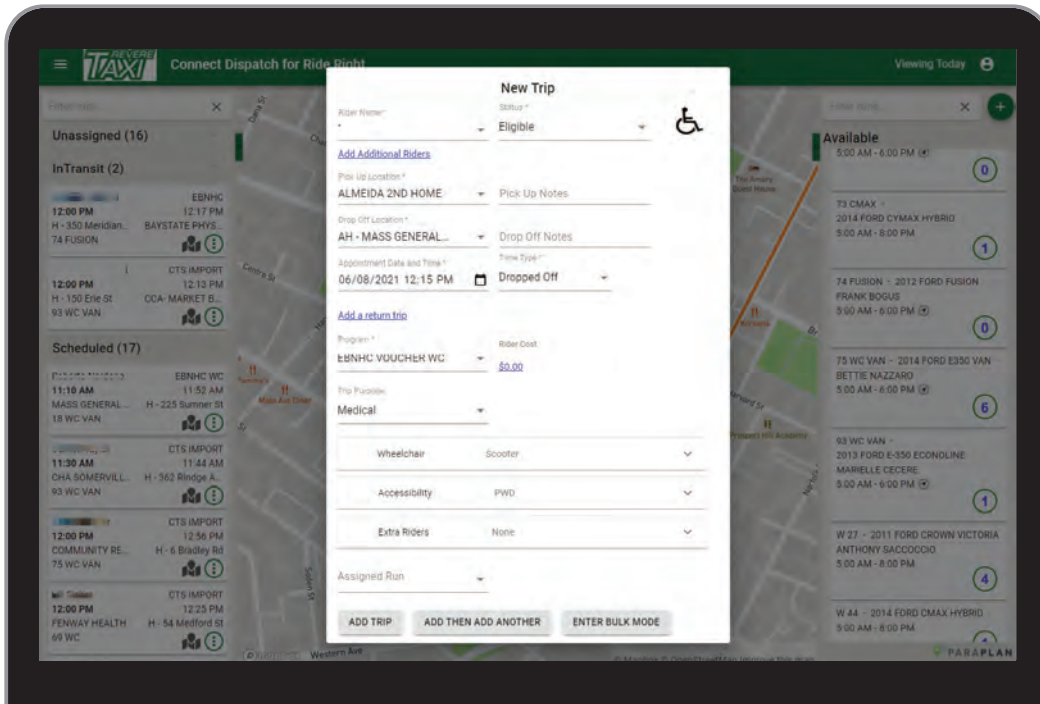 REVERE
TAXI
Connect Dispatch for Ride Right
Viewing Today
Unassigned (16)
InTransit (2)
EBNHC
12:00 PM 12:17 PM
H - 350 Meridian... BAYSTATE PHYS...
74 FUSION
CTS IMPORT
12:00 PM 12:13 PM
H - 150 Erie St CCA- MARKET B...
93 WC VAN
Scheduled (17)
EBNHC WC
11:10 AM 11:52 AM
MASS GENERAL... H - 225 Sumner St
18 WC VAN
CTS IMPORT
11:30 AM 11:44 AM
CHA SOMERVILL... H - 362 Rindge A...
93 WC VAN
CTS IMPORT
12:00 PM 12:56 PM
COMMUNITY RE... H - 6 Bradley Rd
75 WC VAN
CTS IMPORT
12:00 PM 12:25 PM
FENWAY HEALTH H - 54 Medford St
69 WC
New Trip
Rider Name *
Status *
Eligible
Add Additional Riders
Pick Up Location *
ALMEIDA 2ND HOME
Pick Up Notes
Drop Off Location *
AH - MASS GENERAL...
Drop Off Notes
Appointment Date and Time *
06/08/2021 12:15 PM
Time Type *
Dropped Off
Add a return trip
Program *
EBNHC VOUCHER WC
Rider Cost
$0.00
Trip Purpose
Medical
Wheelchair Scooter
Accessibility PWD
Extra Riders None
Assigned Run
ADD TRIP ADD THEN ADD ANOTHER ENTER BULK MODE
Available
5:00 AM - 6:00 PM
0
73 CMAX -
2014 FORD CYMAX HYBRID
5:00 AM - 8:00 PM
1
74 FUSION - 2012 FORD FUSION
FRANK BOGUS
5:00 AM - 6:00 PM
0
75 WC VAN - 2014 FORD E350 VAN
BETTIE NAZZARO
5:00 AM - 6:00 PM
6
93 WC VAN -
2013 FORD E-350 ECONOLINE
MARIELLE CECERE
5:00 AM - 6:00 PM
1
W 27 - 2011 FORD CROWN VICTORIA
ANTHONY SACCOCCIO
5:00 AM - 8:00 PM
4
W 44 - 2014 FORD CMAX HYBRID
5:00 AM - 8:00 PM
PARAPLAN
Centre St
Western Ave
Prospect Hill Academy
© Mapbox © OpenStreetMap Improve this map